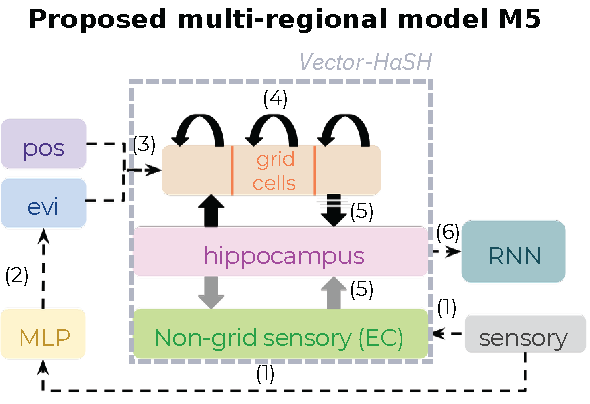 Proposed multi-regional model M5
Vector-HaSH
(4)
pos
(3)
grid
cells
evi
(5)
(6)
hippocampus
RNN
(2)
(5)
(1)
MLP
Non-grid sensory (EC)
sensory
(1)